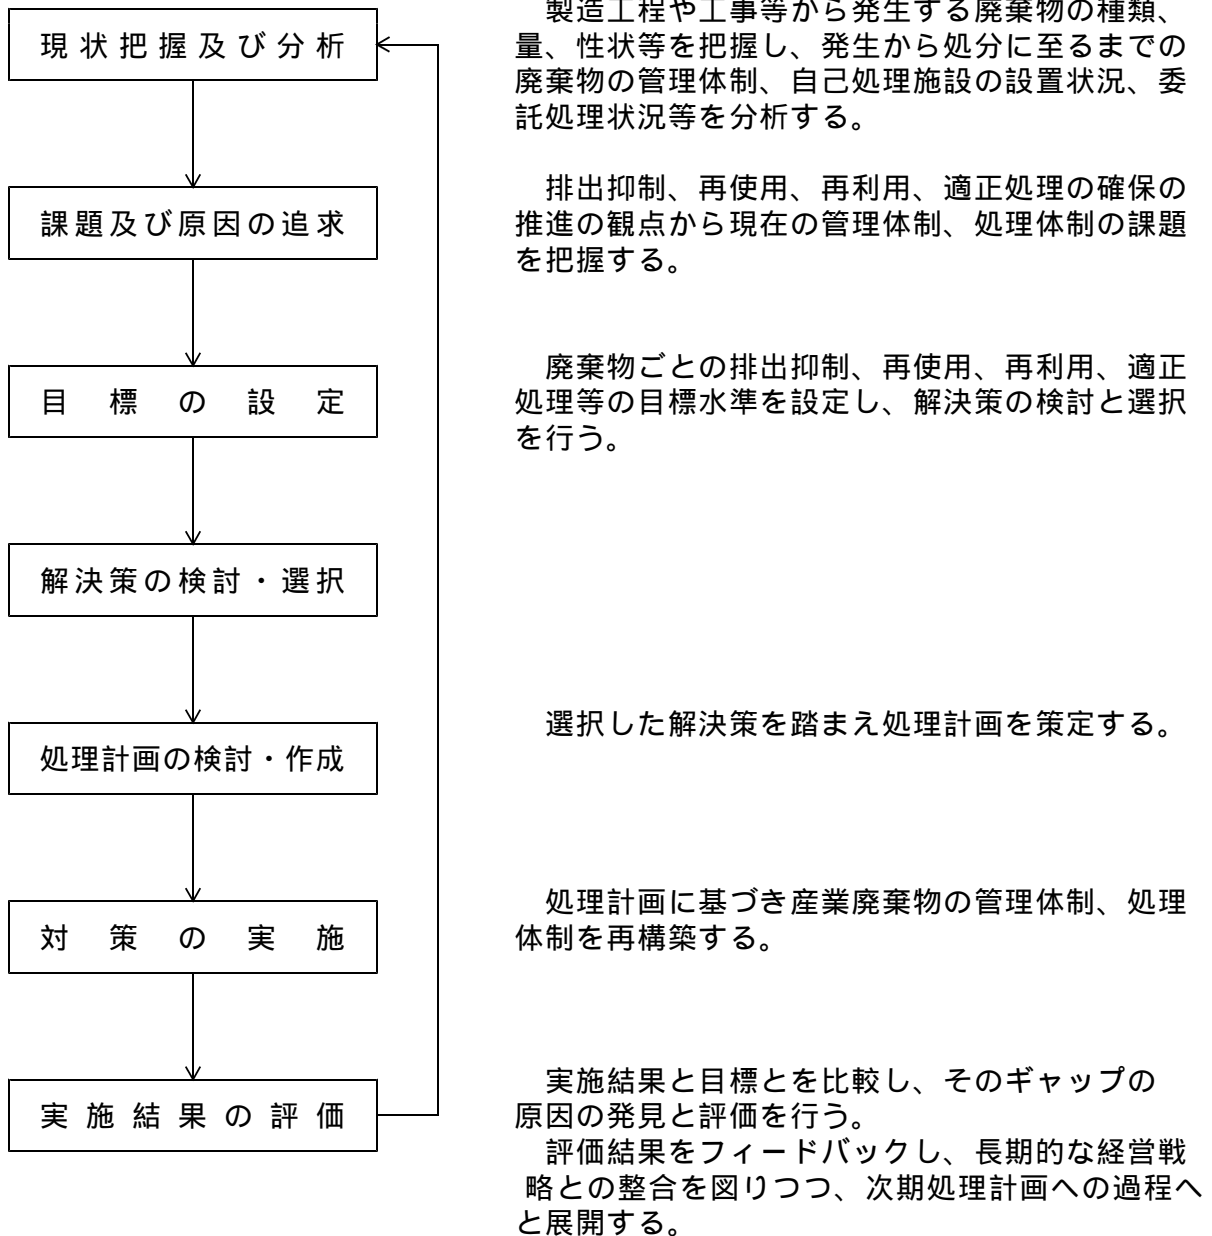 現状把握及び分析
製造工程や工事等から発生する廃棄物の種類、
量、性状等を把握し、発生から処分に至るまでの
廃棄物の管理体制、自己処理施設の設置状況、委
託処理状況等を分析する。
課題及び原因の追求
排出抑制、再使用、再利用、適正処理の確保の
推進の観点から現在の管理体制、処理体制の課題
を把握する。
目標の設定
廃棄物ごとの排出抑制、再使用、再利用、適正
処理等の目標水準を設定し、解決策の検討と選択
を行う。
解決策の検討・選択
処理計画の検討・作成
選択した解決策を踏まえ処理計画を策定する。
対策の実施
処理計画に基づき産業廃棄物の管理体制、処理
体制を再構築する。
実施結果の評価
実施結果と目標とを比較し、そのギャップの
原因の発見と評価を行う。
評価結果をフィードバックし、長期的な経営戦
略との整合を図りつつ、次期処理計画への過程へ
と展開する。